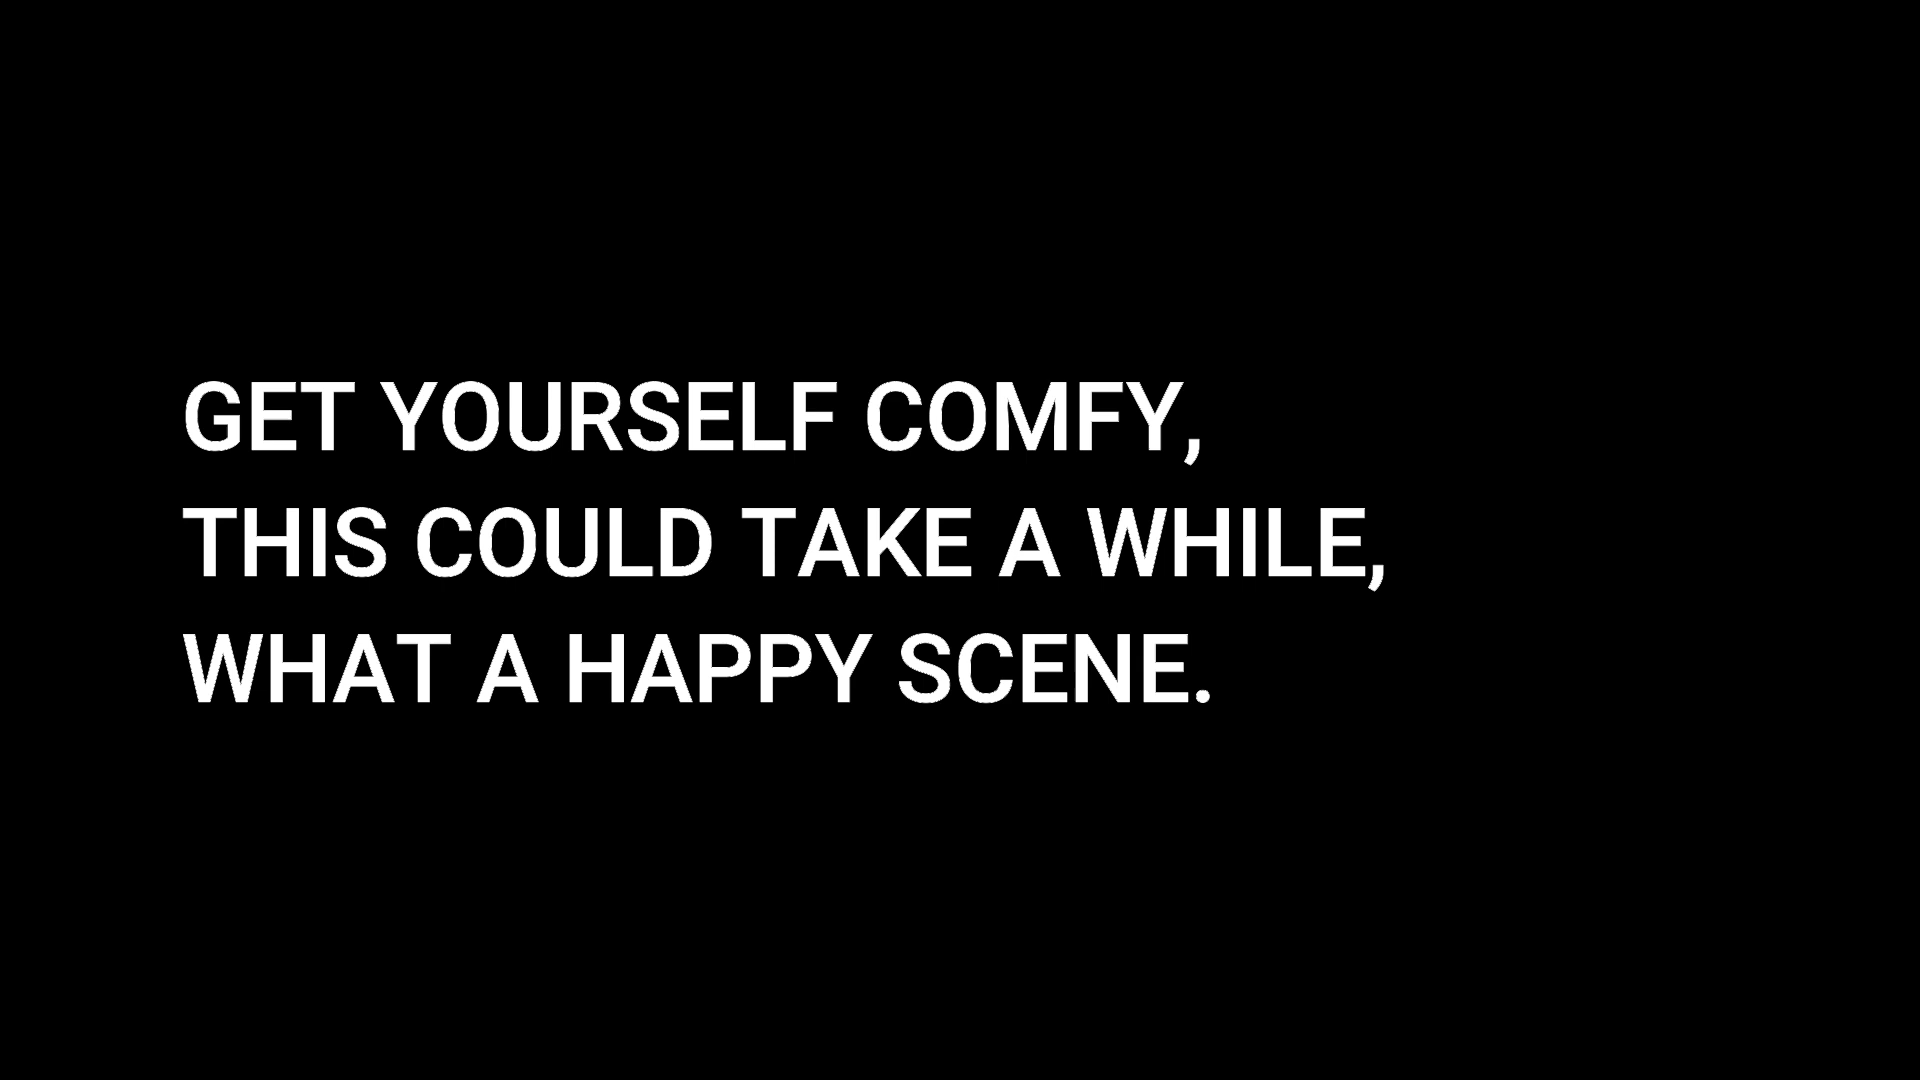 GET YOURSELF COMFY,
THIS COULD TAKE A WHILE,
WHAT A HAPPY SCENE.